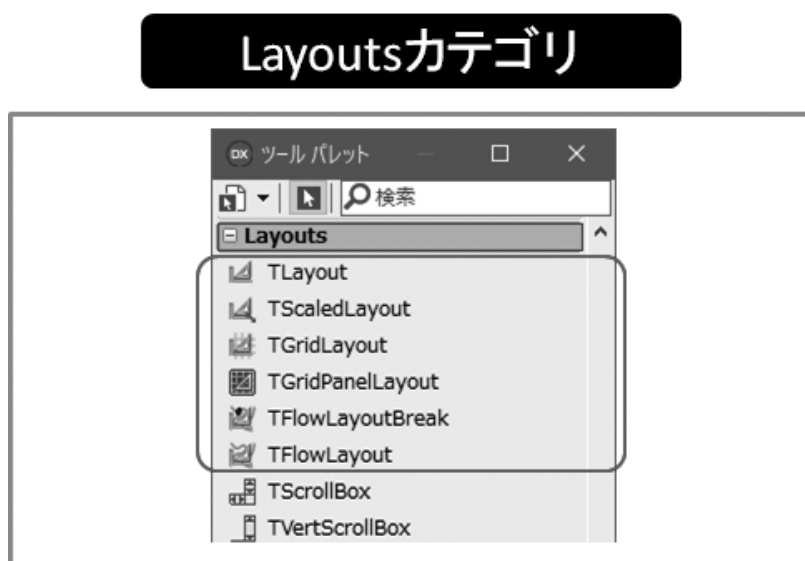 Layoutsカテゴリ
DX ツール パレット
検索
Layouts
TLayout
TScaledLayout
TGridLayout
TGridPanelLayout
TFlowLayoutBreak
TFlowLayout
TScrollBox
TVertScrollBox